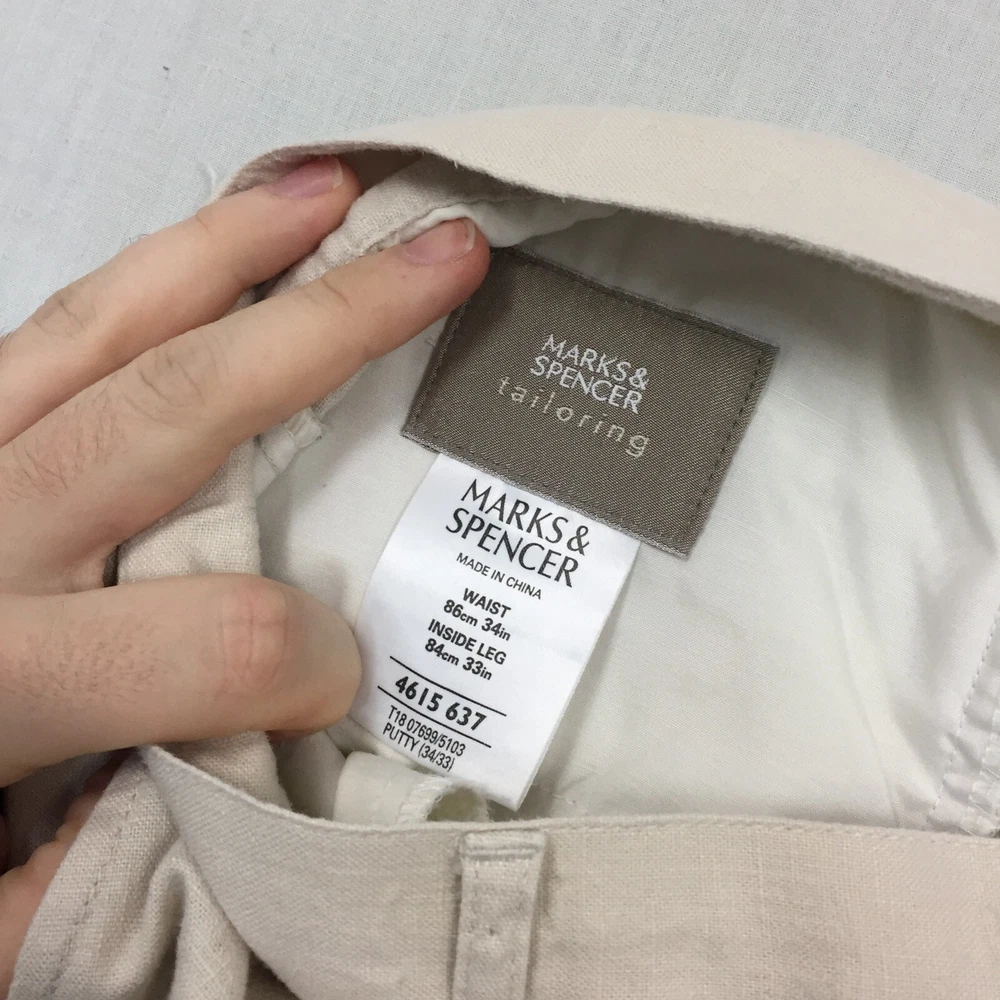 MARKS&
SPENCER
tailoring
MARKS&
SPENCER
MADE IN CHINA
WAIST
86cm 34in
INSIDE LEG
84cm 33in
4615 637
T18 07699/5103
PUTTY (34/33)